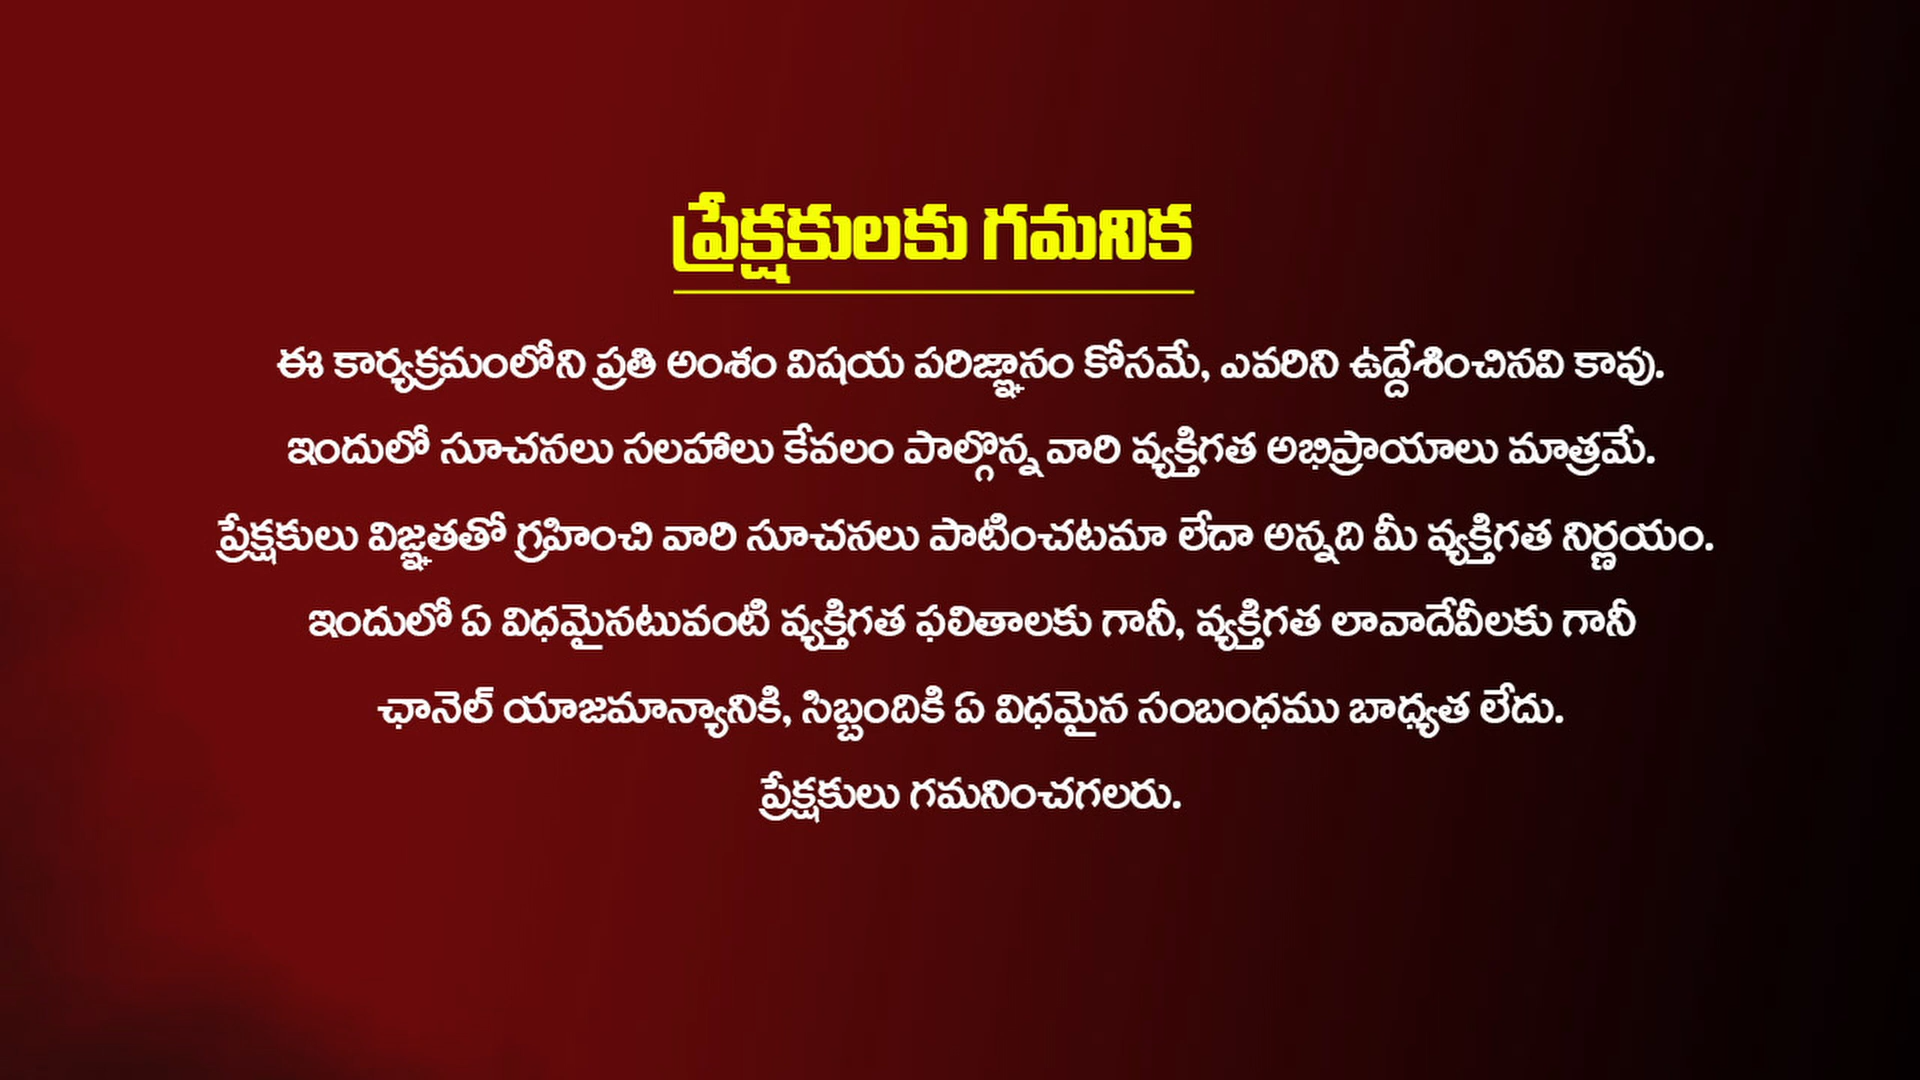 ప్రేక్షకులకు గమనిక
ఈ కార్యక్రమంలోని ప్రతి అంశం విషయ పరిజ్ఞానం కోసమే, ఎవరిని ఉద్దేశించినవి కావు.
ఇందులో సూచనలు సలహాలు కేవలం పాల్గొన్న వారి వ్యక్తిగత అభిప్రాయాలు మాత్రమే.
ప్రేక్షకులు విజ్ఞతతో గ్రహించి వారి సూచనలు పాటించటమా లేదా అన్నది మీ వ్యక్తిగత నిర్ణయం.
ఇందులో ఏ విధమైనటువంటి వ్యక్తిగత ఫలితాలకు గానీ, వ్యక్తిగత లావాదేవీలకు గానీ
ఛానెల్ యాజమాన్యానికి, సిబ్బందికి ఏ విధమైన సంబంధము బాధ్యత లేదు.
ప్రేక్షకులు గమనించగలరు.